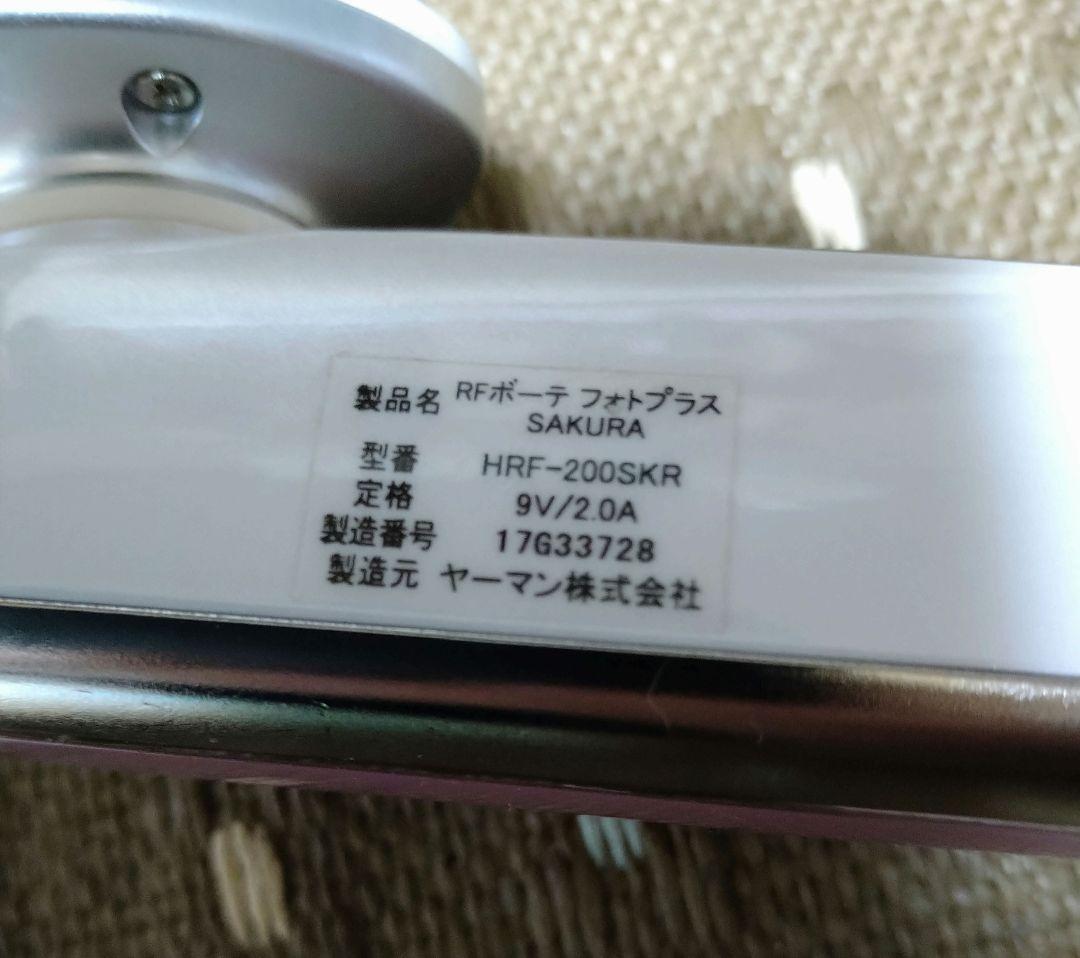 製品名 RFボーテ フォトプラス
SAKURA
型番 HRF-200SKR
定格 9V/2.0A
製造番号 17G33728
製造元 ヤーマン株式会社